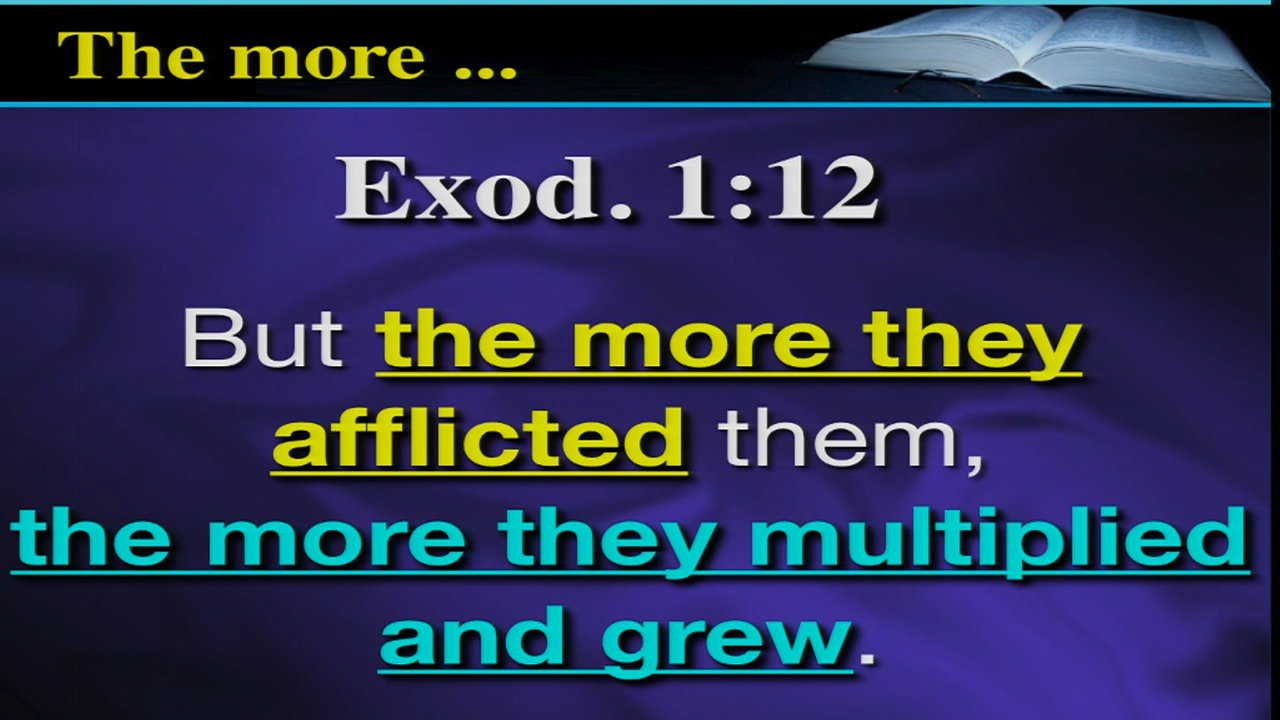 The more ...
Exod. 1:12
But the more they
afflicted them,
the more they multiplied
and grew.